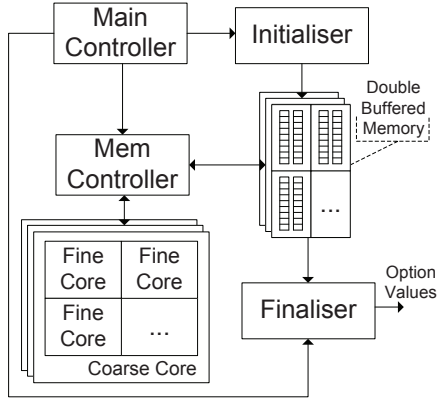 Main
Controller
Initialiser
Double
Buffered
Memory
Mem
Controller
...
Fine
Core
Fine
Core
Fine
Core
...
Coarse Core
Finaliser
Option
Values